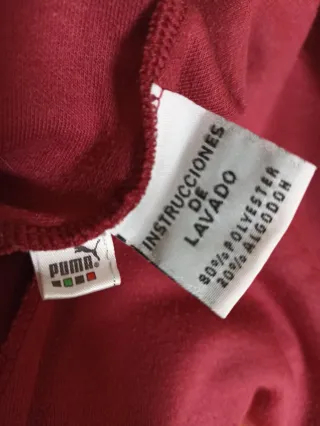 INSTRUCCIONES
DE
LAVADO
80% POLYESTER
20% ALGODON
PUMA